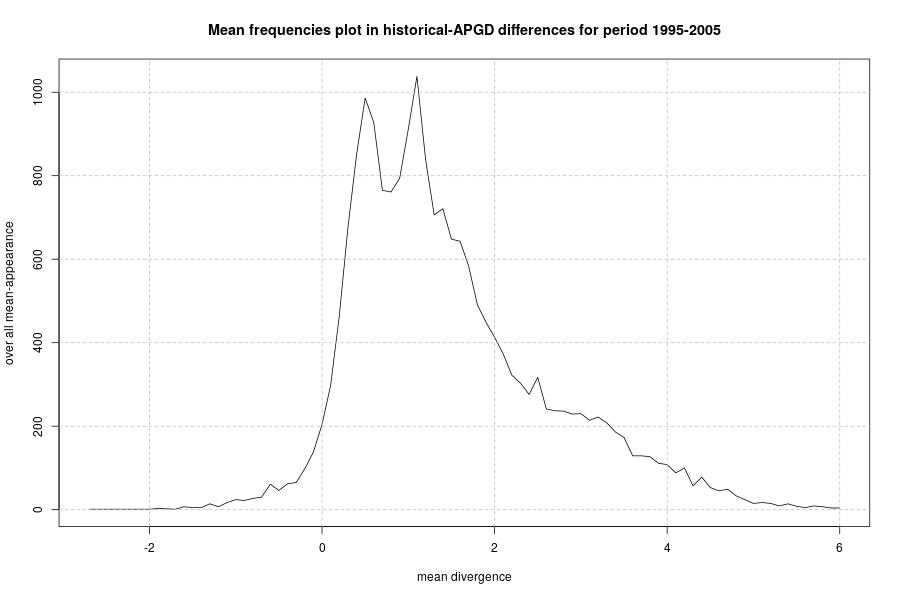 Mean frequencies plot in historical-APGD differences for period 1995-2005
over all mean-appearance
1000
800
600
400
200
0
-2 0 2 4 6
mean divergence